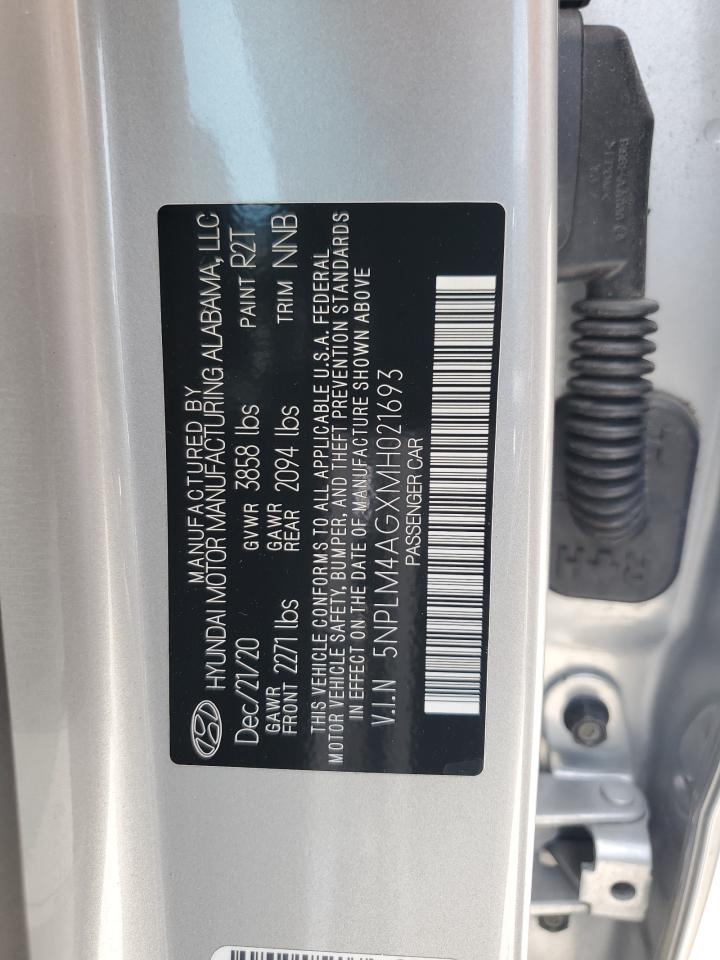 MANUFACTURED BY
HYUNDAI MOTOR MANUFACTURING ALABAMA, LLC
Dec/21/20 GVWR 3858 lbs PAINT R2T
GAWR FRONT 2271 lbs GAWR REAR 2094 lbs TRIM NNB
THIS VEHICLE CONFORMS TO ALL APPLICABLE U.S.A. FEDERAL
MOTOR VEHICLE SAFETY, BUMPER, AND THEFT PREVENTION STANDARDS
IN EFFECT ON THE DATE OF MANUFACTURE SHOWN ABOVE
V.I.N 5NPLM4AGXMH021693
PASSENGER CAR